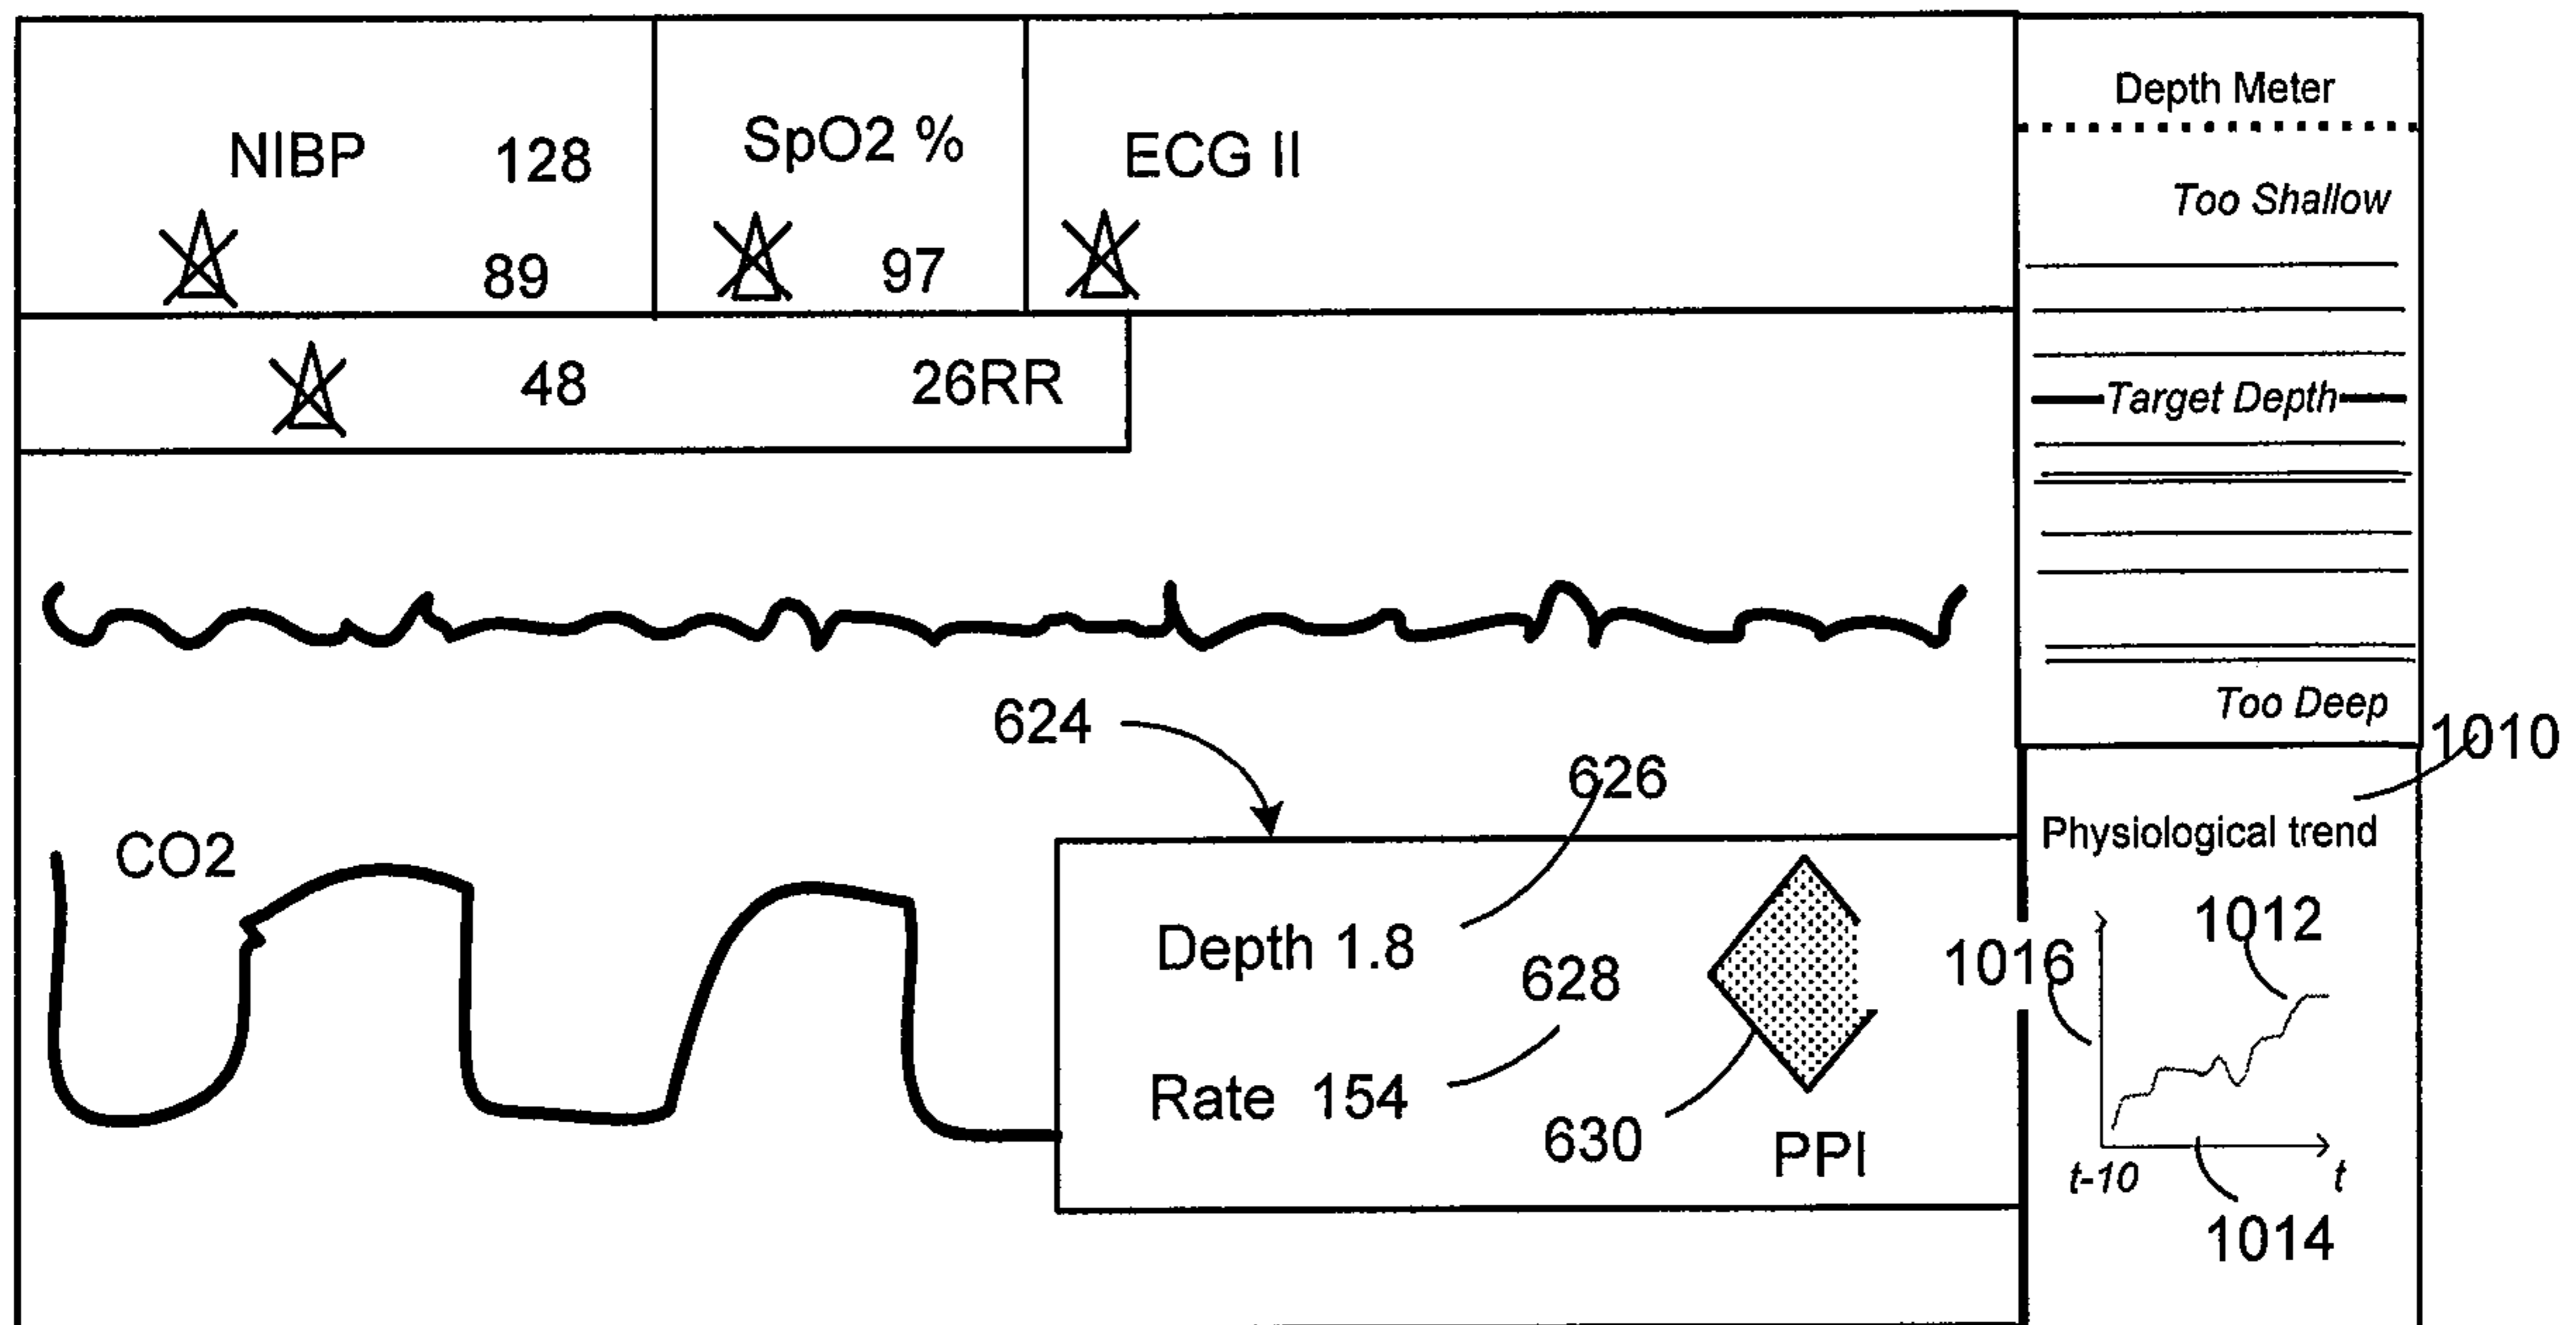 NIBP 128
89
SpO2 %
97
ECG II
48 26RR
Depth Meter
Too Shallow
Target Depth
Too Deep
1010
624
626
CO2
Depth 1.8
628
Rate 154
630
PPI
Physiological trend
1012
1016
t-10 t
1014